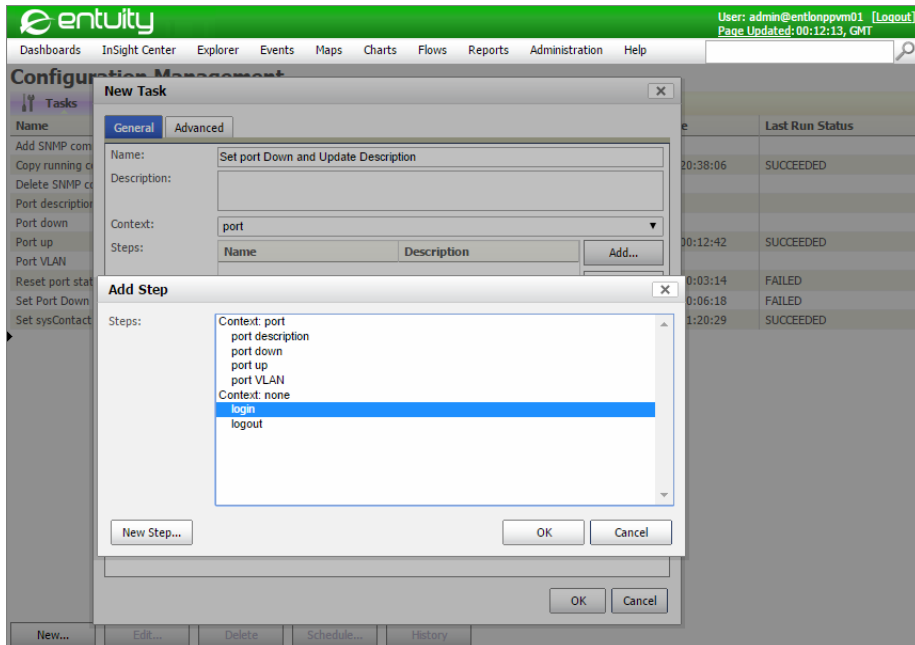 entuity
User: admin@entlonppvm01 [Logout]
Page Updated: 00:12:13, GMT
Dashboards InSight Center Explorer Events Maps Charts Flows Reports Administration Help
Configuration Management
Tasks
New Task
General Advanced
Name Last Run Status
Name: Set port Down and Update Description
Add SNMP com
Copy running 20:38:06 SUCCEEDED
Description:
Delete SNMP
Port description
Port down
Context: port
Port up 00:12:42 SUCCEEDED
Steps: Name Description Add...
Port VLAN
Reset port stat 0:03:14 FAILED
Add Step
Set Port Down 0:06:18 FAILED
Set sysContact 1:20:29 SUCCEEDED
Steps:
Context: port
port description
port down
port up
port VLAN
Context: none
login
logout
New Step... OK Cancel
OK Cancel
New... Edit... Delete Schedule... History